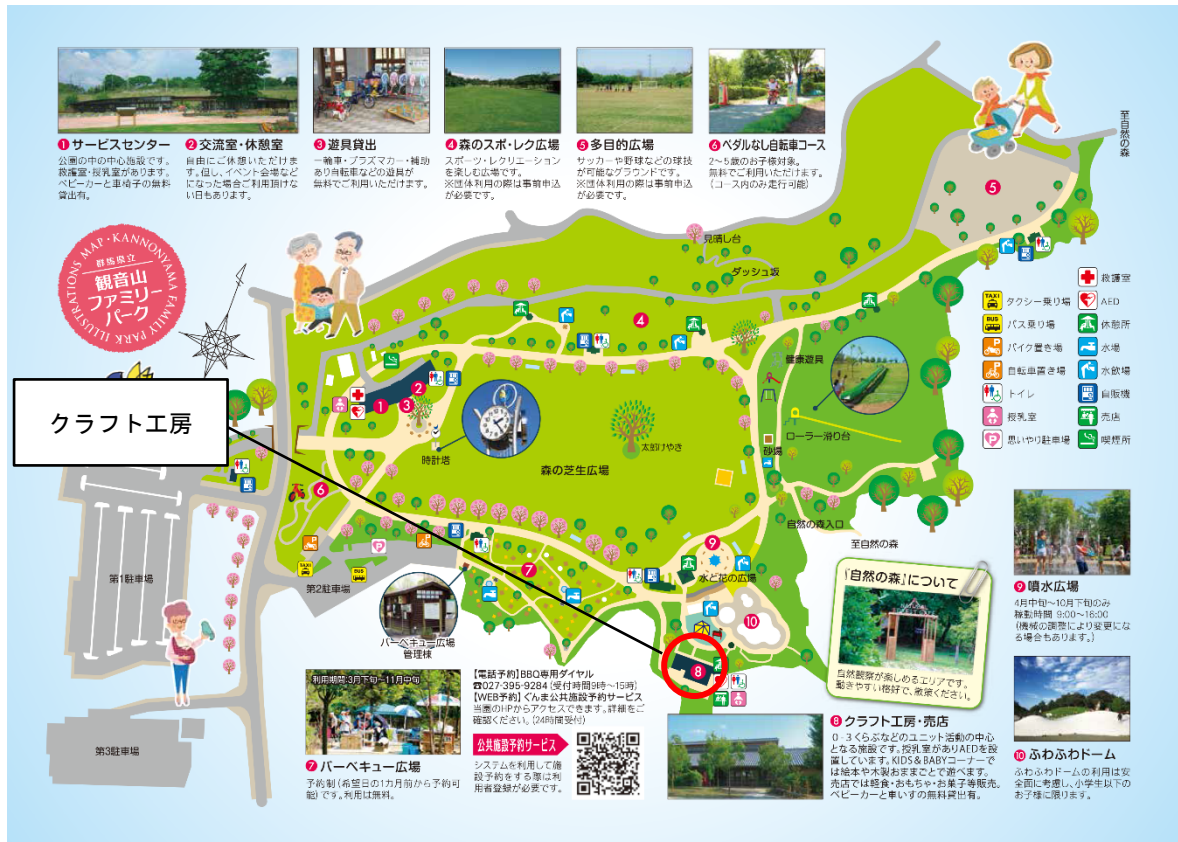 ❶サービスセンター
公園の中の中心施設です。
救護室・授乳室があります。
ベビーカーと車椅子の無料
貸出有。
❷交流室・休憩室
自由にご休憩いただけま
す。但し、イベント会場など
になった場合ご利用頂けな
い日もあります。
❸遊具貸出
一輪車・プラズマカー・補助
あり自転車などの遊具が
無料でご利用いただけます。
❹森のスポ・レク広場
スポーツ・レクリエーション
を楽しむ広場です。
※団体利用の際は事前申込
が必要です。
❺多目的広場
サッカーや野球などの球技
が可能なグラウンドです。
※団体利用の際は事前申込
が必要です。
❻ペダルなし自転車コース
2〜5歳のお子様対象。
無料でご利用いただけます。
(コース内のみ走行可能)
至自然の森
ILLUSTRATIONS MAP・KANNONYAMA FAMILY PARK
群馬県立
観音山
ファミリー
パーク
クラフト工房
見晴し台
ダッシュ坂
❺
❹
❷
❶
❸
時計塔
太郎けやき
森の芝生広場
健康遊具
ローラー滑り台
砂場
自然の森入口
至自然の森
❻
❼
❾
水と花の広場
❿
❽
TAXI
BUS
第1駐車場
第2駐車場
第3駐車場
バーベキュー広場
管理棟
TAXI タクシー乗り場
BUS バス乗り場
バイク置き場
自転車置き場
トイレ
授乳室
思いやり駐車場
救護室
AED
休憩所
水場
水飲場
自販機
売店
喫煙所
『自然の森』について
自然観察が楽しめるエリアです。
動きやすい格好で、散策ください。
❾噴水広場
4月中旬〜10月下旬のみ
稼動時間 9:00〜16:00
(機械の調整により変更にな
る場合もあります。)
❿ふわふわドーム
ふわふわドームの利用は安
全面に考慮し、小学生以下の
お子様に限ります。
利用期間:3月下旬〜11月中旬
❼バーベキュー広場
予約制(希望日の1カ月前から予約可
能)です。利用は無料。
【電話予約】BBQ専用ダイヤル
☎027-395-9284(受付時間9時〜15時)
【WEB予約】ぐんま公共施設予約サービス
当園のHPからアクセスできます。詳細をご
確認ください。(24時間受付)
公共施設予約サービス
システムを利用して施
設予約をする際は利
用者登録が必要です。
❽クラフト工房・売店
0-3くらぶなどのユニット活動の中心
となる施設です。授乳室がありAEDを設
置しています。KIDS&BABYコーナーで
は絵本や木製おままごとで遊べます。
売店では軽食・おもちゃ・お菓子等販売。
ベビーカーと車いすの無料貸出有。